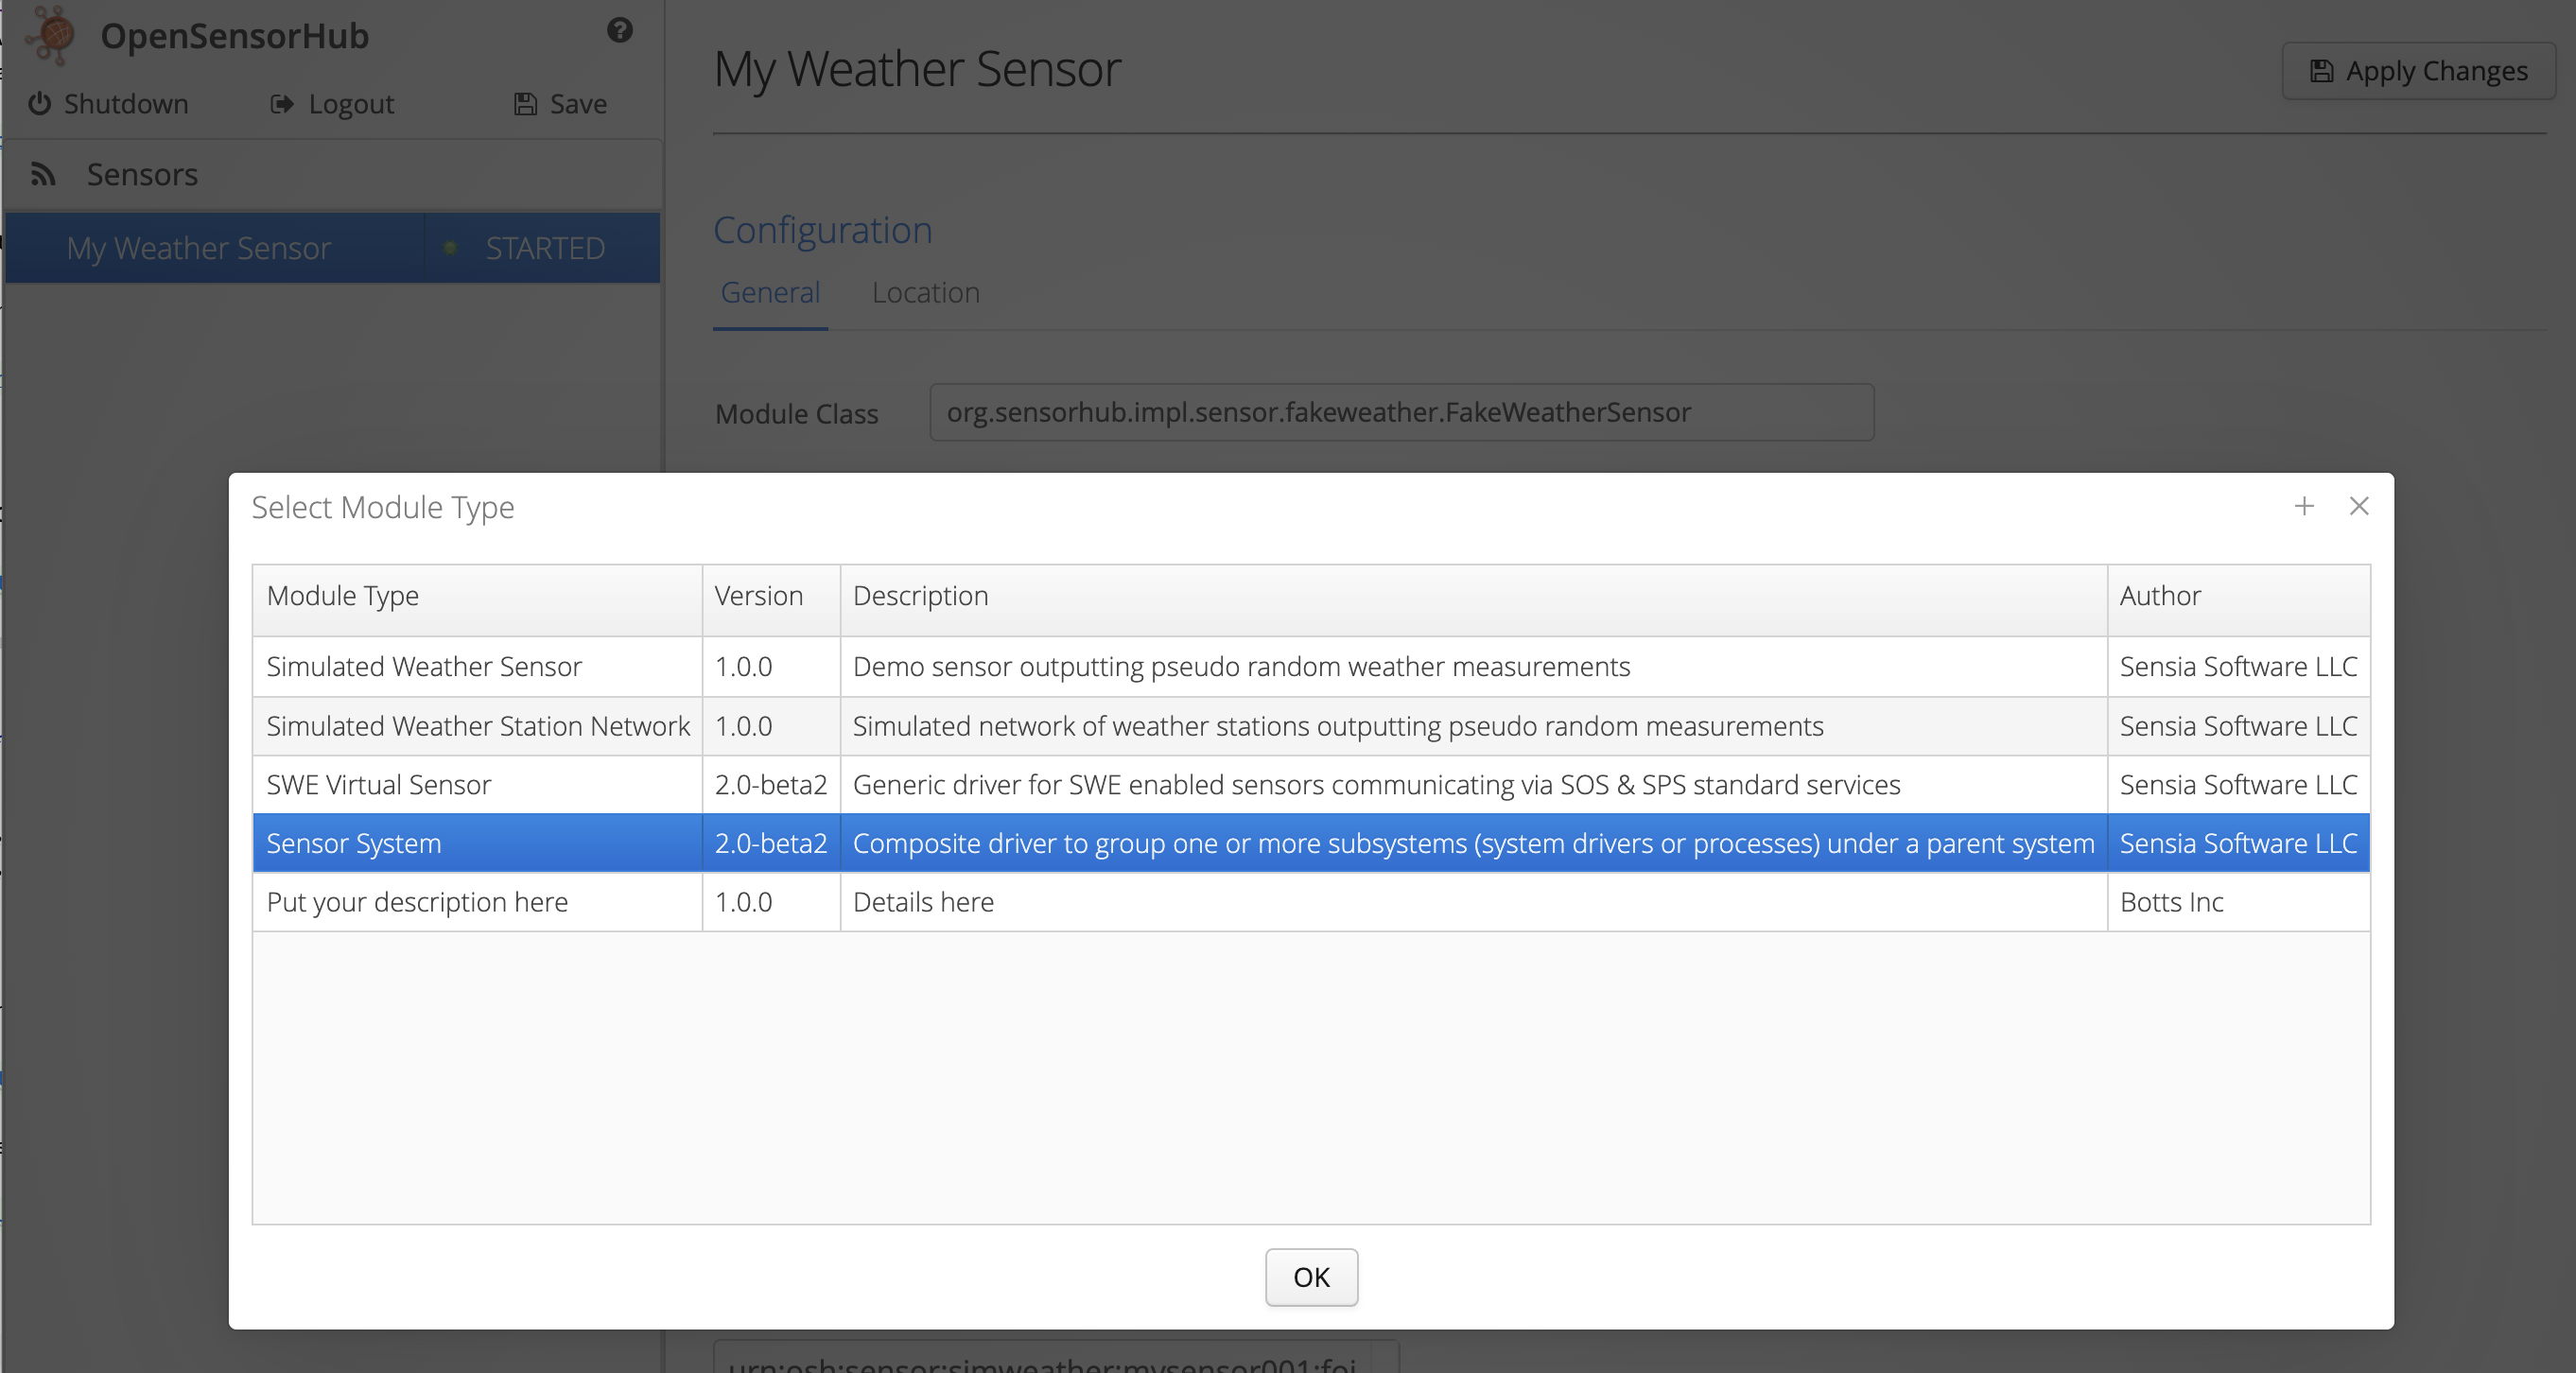 OpenSensorHub
Shutdown Logout Save
Sensors
My Weather Sensor STARTED
My Weather Sensor
Apply Changes
Configuration
General Location
Module Class org.sensorhub.impl.sensor.fakeweather.FakeWeatherSensor
Select Module Type
Module Type Version Description Author
Simulated Weather Sensor 1.0.0 Demo sensor outputting pseudo random weather measurements Sensia Software LLC
Simulated Weather Station Network 1.0.0 Simulated network of weather stations outputting pseudo random measurements Sensia Software LLC
SWE Virtual Sensor 2.0-beta2 Generic driver for SWE enabled sensors communicating via SOS & SPS standard services Sensia Software LLC
Sensor System 2.0-beta2 Composite driver to group one or more subsystems (system drivers or processes) under a parent system Sensia Software LLC
Put your description here 1.0.0 Details here Botts Inc
OK
urn:osh:sensor:simweather:mysensor001:foi